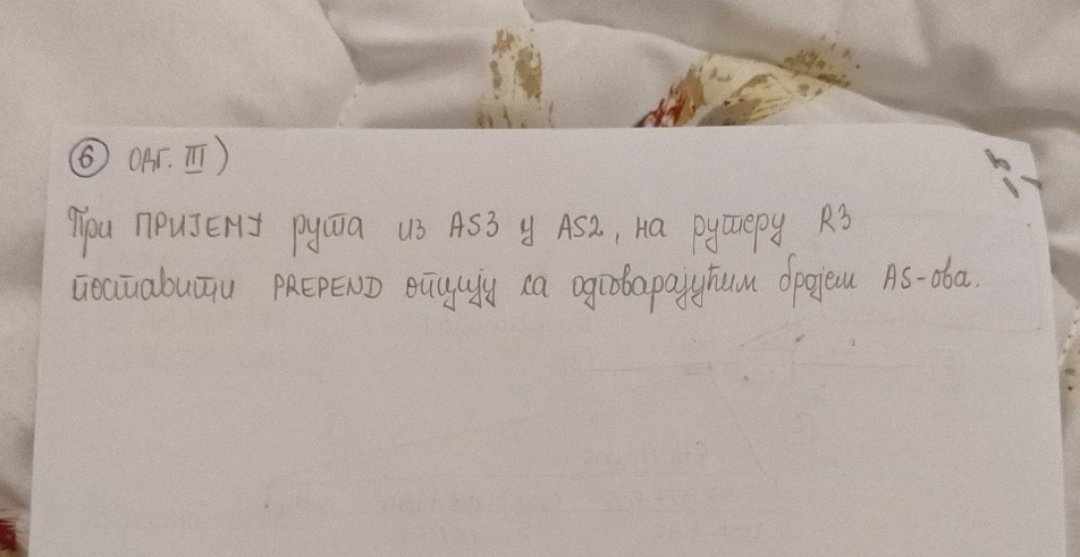 6 ОДГ. III)
При ПРИЈЕМУ рута из AS3 у AS2, на рутеру R3
поставити PREPEND опцију са одговарајућим бројем AS-ова.